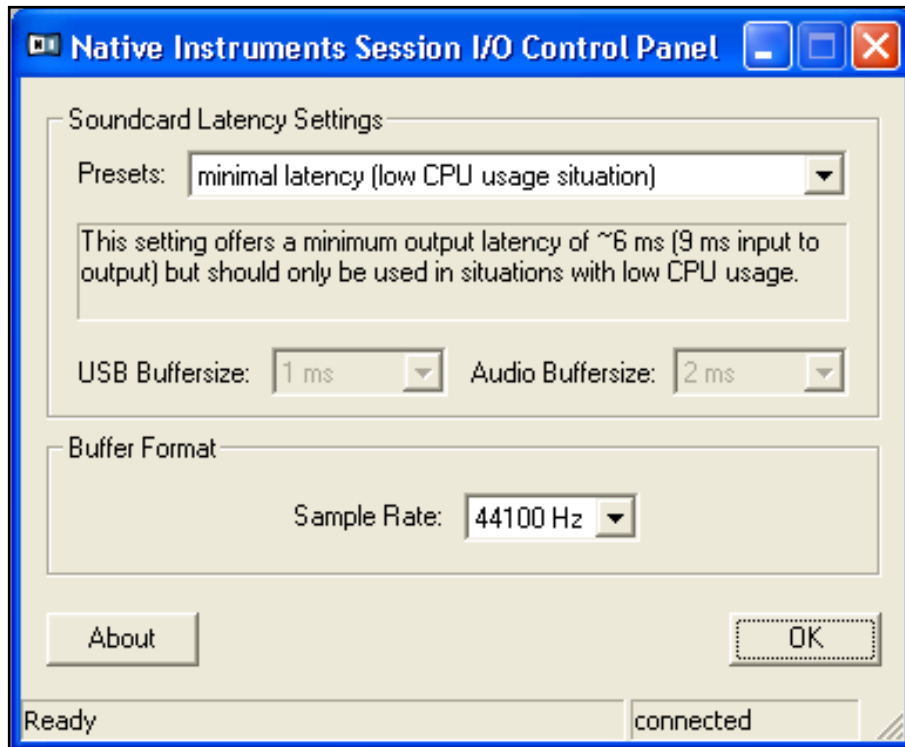 Native Instruments Session I/O Control Panel
Soundcard Latency Settings
Presets: minimal latency (low CPU usage situation)
This setting offers a minimum output latency of ~6 ms (9 ms input to
output) but should only be used in situations with low CPU usage.
USB Buffersize: 1 ms Audio Buffersize: 2 ms
Buffer Format
Sample Rate: 44100 Hz
About OK
Ready connected